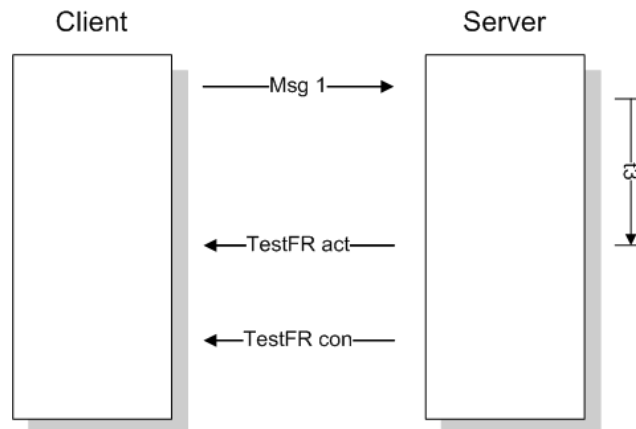 Client
Server
Msg 1
t3
TestFR act
TestFR con